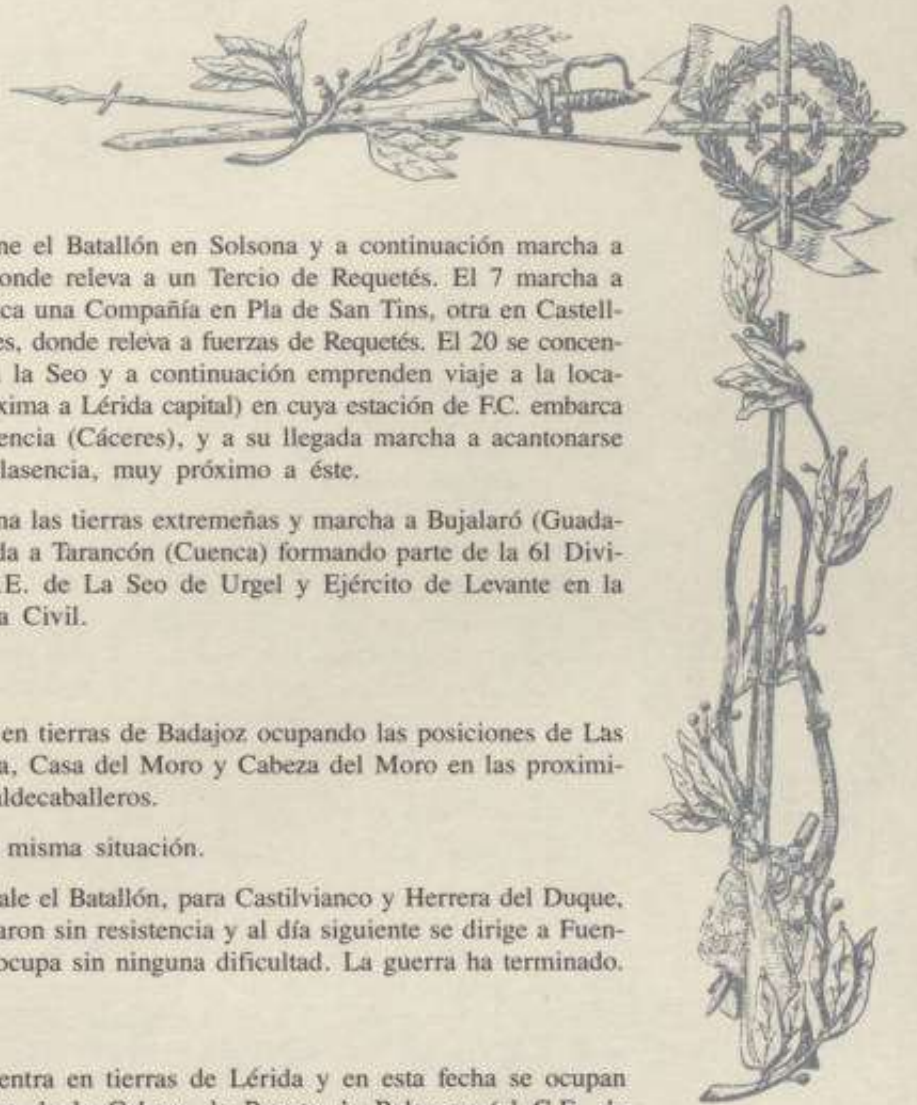 ne el Batallón en Solsona y a continuación marcha a
onde releva a un Tercio de Requetés. El 7 marcha a
ca una Compañía en Pla de San Tins, otra en Castell-
es, donde releva a fuerzas de Requetés. El 20 se concen-
la Seo y a continuación emprenden viaje a la loca-
xima a Lérida capital) en cuya estación de F.C. embarca
encia (Cáceres), y a su llegada marcha a acantonarse
lasencia, muy próximo a éste.
na las tierras extremeñas y marcha a Bujalaró (Guada-
da a Tarancón (Cuenca) formando parte de la 61 Divi-
.E. de La Seo de Urgel y Ejército de Levante en la
a Civil.
en tierras de Badajoz ocupando las posiciones de Las
a, Casa del Moro y Cabeza del Moro en las proximi-
aldecaballeros.
misma situación.
ale el Batallón, para Castilvianco y Herrera del Duque,
aron sin resistencia y al día siguiente se dirige a Fuen-
ocupa sin ninguna dificultad. La guerra ha terminado.
entra en tierras de Lérida y en esta fecha se ocupan